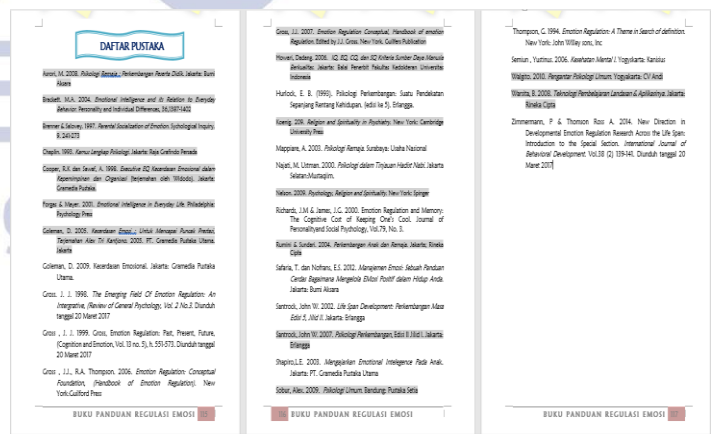 DAFTAR PUSTAKA
Asrori, M. 2008. Psikologi Remaja,: Perkembangan Peserta Didik. Jakarta: Bumi
Aksara
Brackett, M.A. 2004. Emotional Intelligence and Its Relation to Everyday
Behavior. Personality and Individual Differences, 36,1387-1402
Brenner & Salovey. 1997. Parental Socialization of Emotion. Sychological Inquiry.
9, 241-273
Chaplin. 1993. Kamus Lengkap Psikologi. Jakarta: Raja Grafindo Persada
Cooper, R.K dan Sawaf, A. 1998. Executive EQ Kecerdasan Emosional dalam
Kepemimpinan dan Organisasi (terjemahan oleh Widodo). Jakarta:
Gramedia Pustaka.
Forgas & Mayer. 2001. Emotional Intelligence in Everyday Life. Philadelphia:
Psychology Press
Goleman, D. 2005. Kecerdasan Emosi : Untuk Mencapai Puncak Prestasi,
Terjemahan Alex Tri Kantjono. 2005. PT. Gramedia Pustaka Utama.
Jakarta
Goleman, D. 2009. Kecerdasan Emosional. Jakarta: Gramedia Pustaka
Utama.
Gross. J. J. 1998. The Emerging Field Of Emotion Regulation: An
Intergrative, (Review of General Psychology, Vol. 2 No.3. Diunduh
tanggal 20 Maret 2017
Gross , J. J. 1999. Gross, Emotion Regulation: Past, Present, Future,
(Cognition and Emotion, Vol. 13 no. 5), h. 551-573. Diunduh tanggal
20 Maret 2017
Gross , J.J., R.A. Thompson. 2006. Emotion Regulation: Conceptual
Foundation, (Handbook of Emotion Regulation). New
York:Guilford Press
BUKU PANDUAN REGULASI EMOSI
Gross, J.J. 2007. Emotion Regulation Conceptual, Handbook of emotion
Regulation. Edited by J.J. Gross. New York. Guilfors Publication
Hawari, Dadang. 2006. IQ, EQ, CQ, dan SQ Kriteria Sumber Daya Manusia
Berkualitas. Jakarta: Balai Penerbit Fakultas Kedokteran Universitas
Indonesia
Hurlock, E. B. (1993). Psikologi Perkembangan: Suatu Pendekatan
Sepanjang Rentang Kehidupan. (edisi ke 5). Erlangga.
Koenig. 209. Religion and Spirituality in Psychiatry. New York: Cambridge
University Press
Mappiare, A. 2003. Psikologi Remaja. Surabaya: Usaha Nasional
Najati, M. Ustman. 2000. Psikologi dalam Tinjauan Hadist Nabi. Jakarta
Selatan:Mustaqiim.
Nelson. 2009. Psychology, Religion and Spirituality. New York: Spinger
Richards, J.M & James, J.G. 2000. Emotion Regulation and Memory:
The Cognitive Cost of Keeping One's Cool. Journal of
Personalityend Social Psychology, Vol.79, No. 3.
Rumini & Sundari. 2004. Perkembangan Anak dan Remaja. Jakarta: Rineka
Cipta
Safaria, T. dan Nofrans, E.S. 2012. Manajemen Emosi: Sebuah Panduan
Cerdas Bagaimana Mengelola EMosi Positif dalam Hidup Anda.
Jakarta: Bumi Aksara
Santrock, John W. 2002. Life Span Development: Perkembangan Masa
Edisi 5, Jilid II. Jakarta: Erlangga
Santrock, John W. 2007. Psikologi Perkembangan, Edisi II Jilid I. Jakarta:
Erlangga
Shapiro,L.E. 2003. Mengajarkan Emotional Intelegence Pada Anak.
Jakarta: PT. Gramedia Pustaka Utama
Sobur, Alex. 2009. Psikologi Umum. Bandung: Pustaka Setia
BUKU PANDUAN REGULASI EMOSI
Thompson, G. 1994. Emotion Regulation: A Theme in Search of definition.
New York: John Willey sons, Inc
Semiun , Yustinus. 2006. Kesehatan Mental I. Yogyakarta: Kanisius
Walgito. 2010. Pengantar Psikologi Umum. Yogyakarta: CV Andi
Warsita, B. 2008. Teknologi Pembelajaran Landasan & Aplikasinya. Jakarta:
Rineka Cipta
Zimmermann, P & Thomson Ross A. 2014. New Direction in
Developmental Emotion Regulation Research Across the Life Span:
Introduction to the Special Section. International Journal of
Behavioral Development. Vol.38 (2) 139-141. Diunduh tanggal 20
Maret 2017
BUKU PANDUAN REGULASI EMOSI